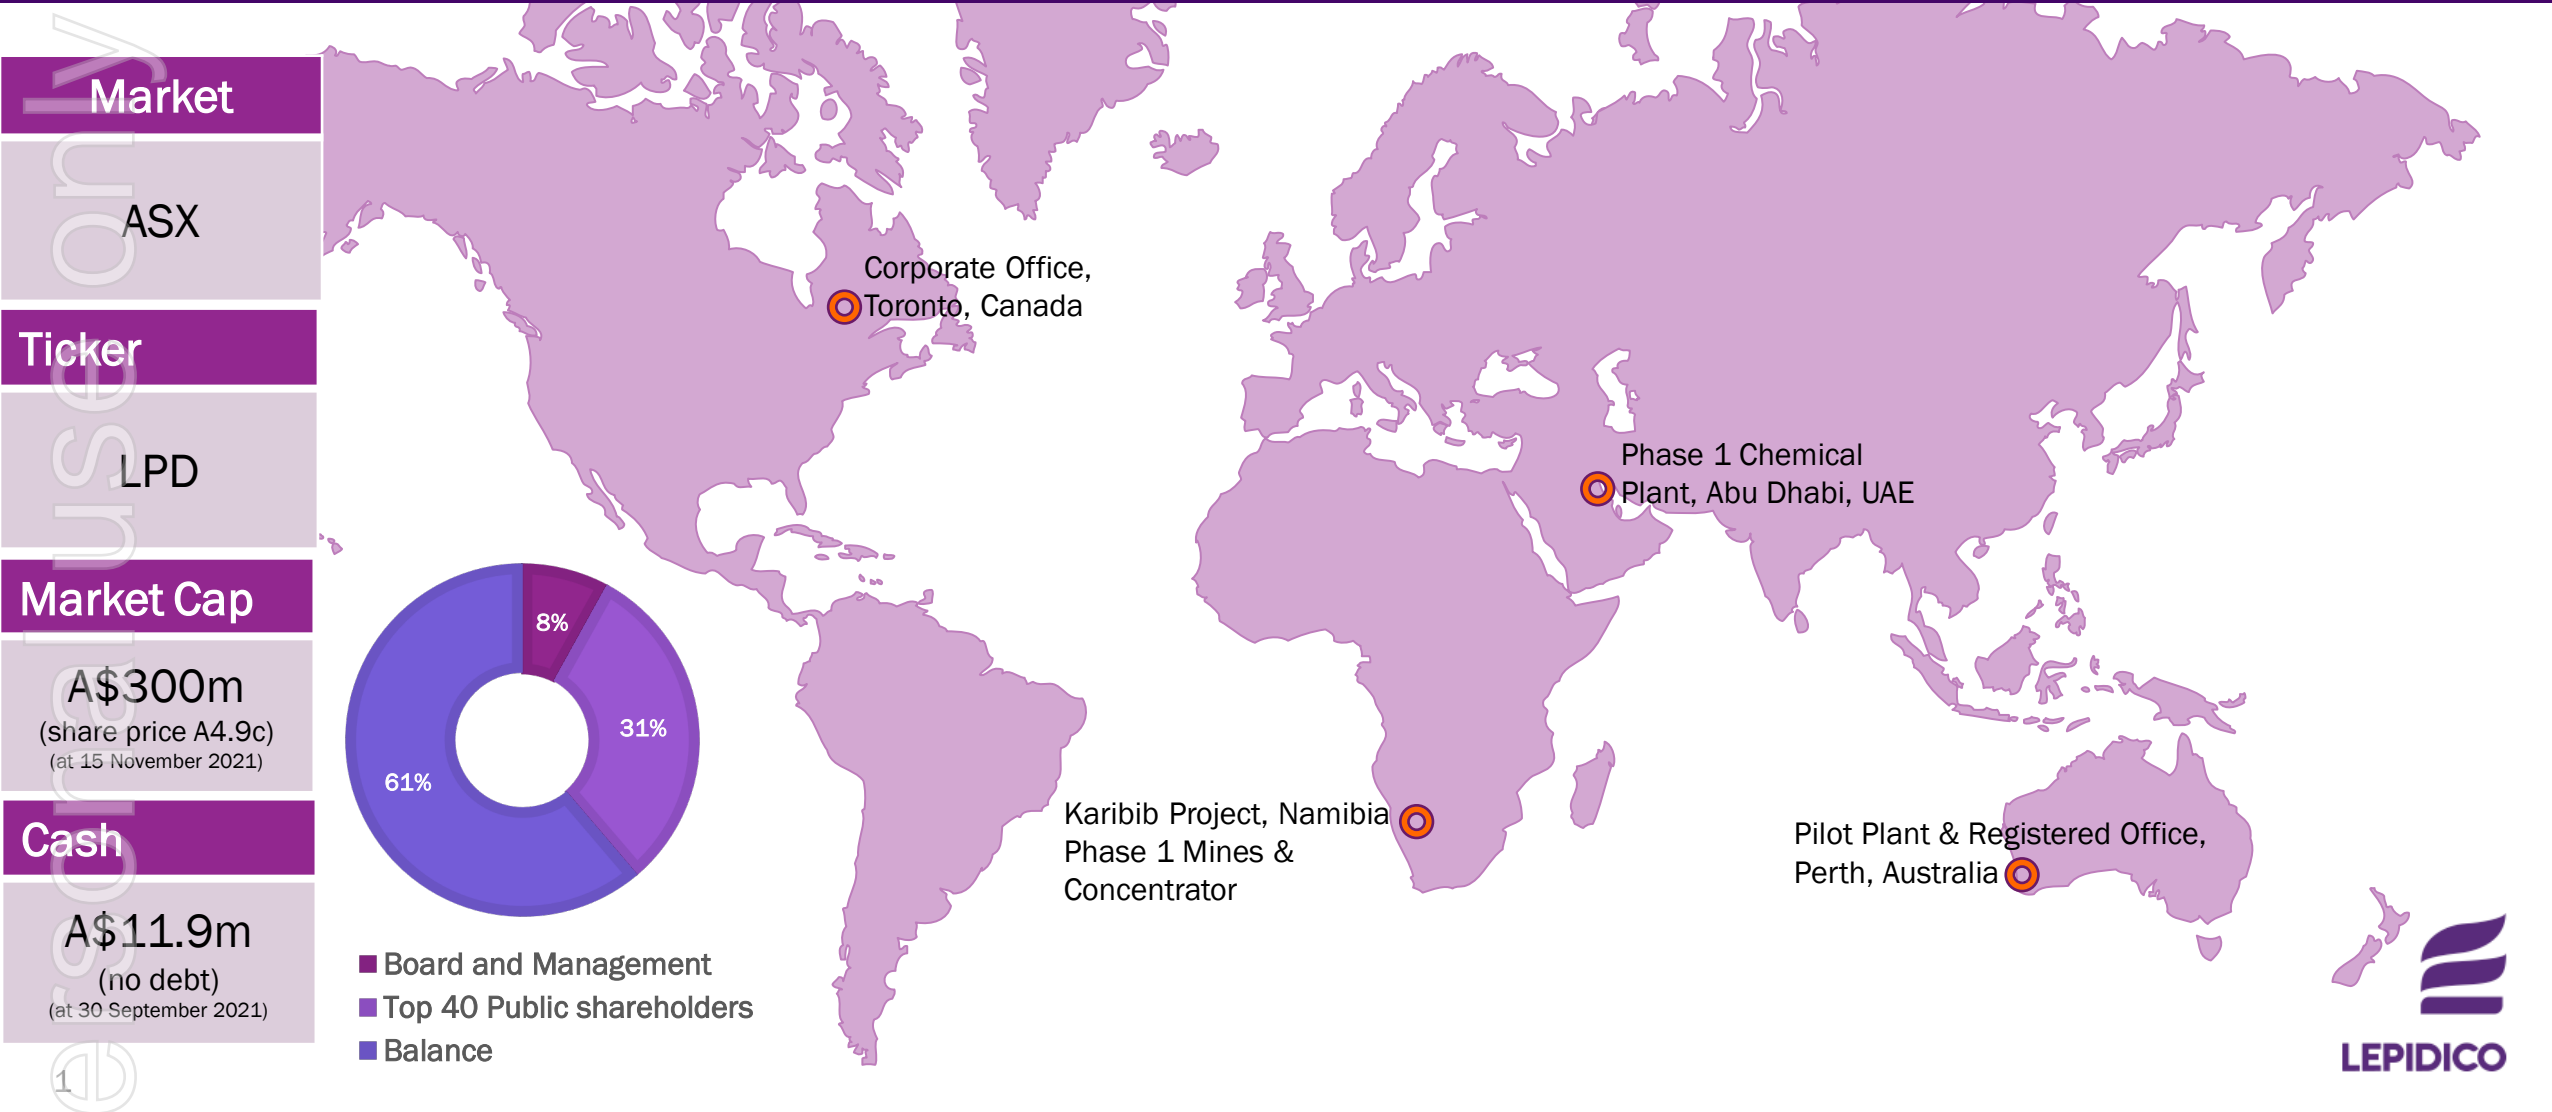 Market
ASX
Ticker
LPD
Market Cap
A$300m
(share price A4.9c)
(at 15 November 2021)
Cash
A$11.9m
(no debt)
(at 30 September 2021)
1
ersonal use only
8%
31%
61%
Board and Management
Top 40 Public shareholders
Balance
Corporate Office,
Toronto, Canada
Phase 1 Chemical
Plant, Abu Dhabi, UAE
Karibib Project, Namibia
Phase 1 Mines &
Concentrator
Pilot Plant & Registered Office,
Perth, Australia
LEPIDICO